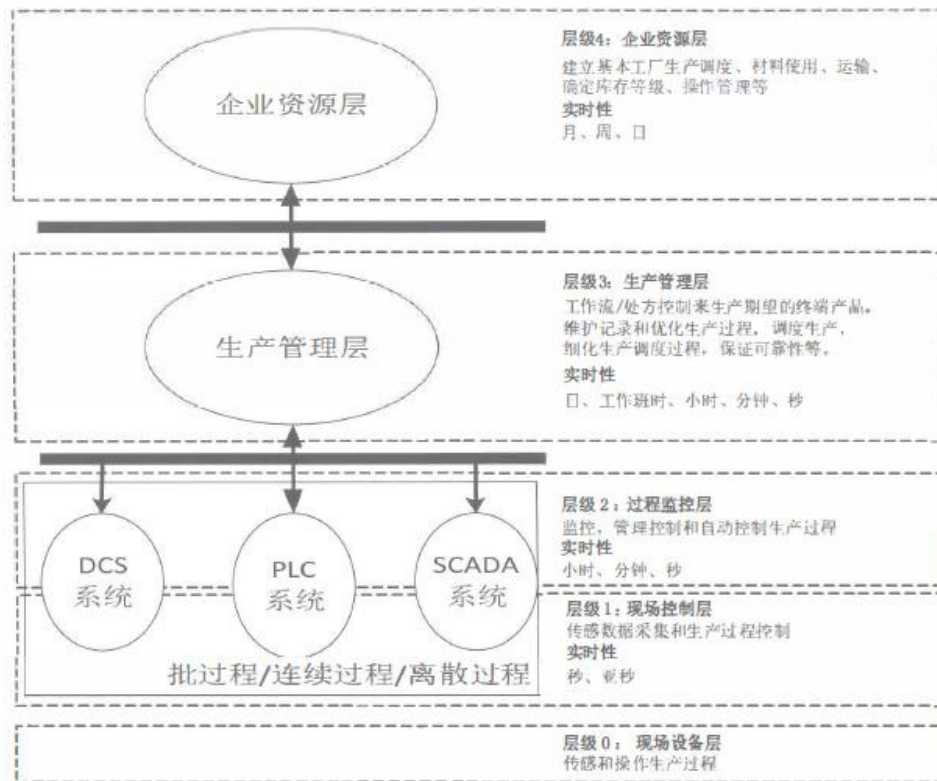 企业资源层
层级4：企业资源层
建立基本工厂生产调度、材料使用、运输、
确定库存等级、操作管理等
实时性
月、周、日
生产管理层
层级3：生产管理层
工作流/处方控制来生产期望的终端产品。
维护记录和优化生产过程，调度生产，
细化生产调度过程，保证可靠性等。
实时性
日、工作班时、小时、分钟、秒
DCS
系统
PLC
系统
SCADA
系统
层级2：过程监控层
监控、管理控制和自动控制生产过程
实时性
小时、分钟、秒
层级1：现场控制层
传感数据采集和生产过程控制
实时性
秒、亚秒
批过程/连续过程/离散过程
层级0： 现场设备层
传感和操作生产过程